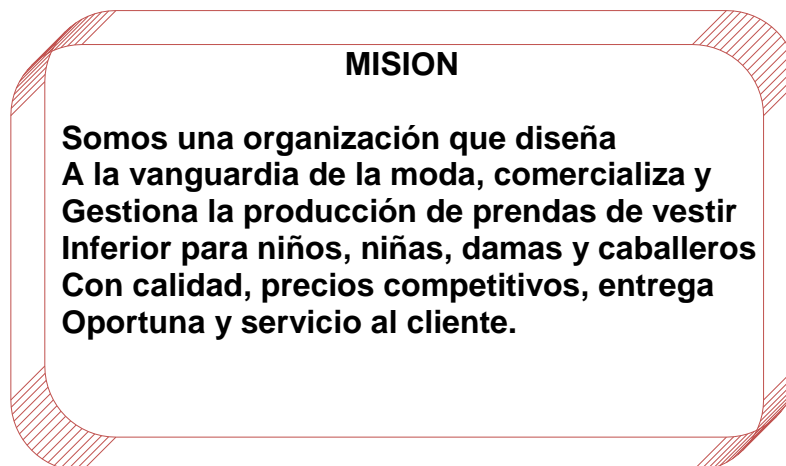 MISION
Somos una organización que diseña
A la vanguardia de la moda, comercializa y
Gestiona la producción de prendas de vestir
Inferior para niños, niñas, damas y caballeros
Con calidad, precios competitivos, entrega
Oportuna y servicio al cliente.